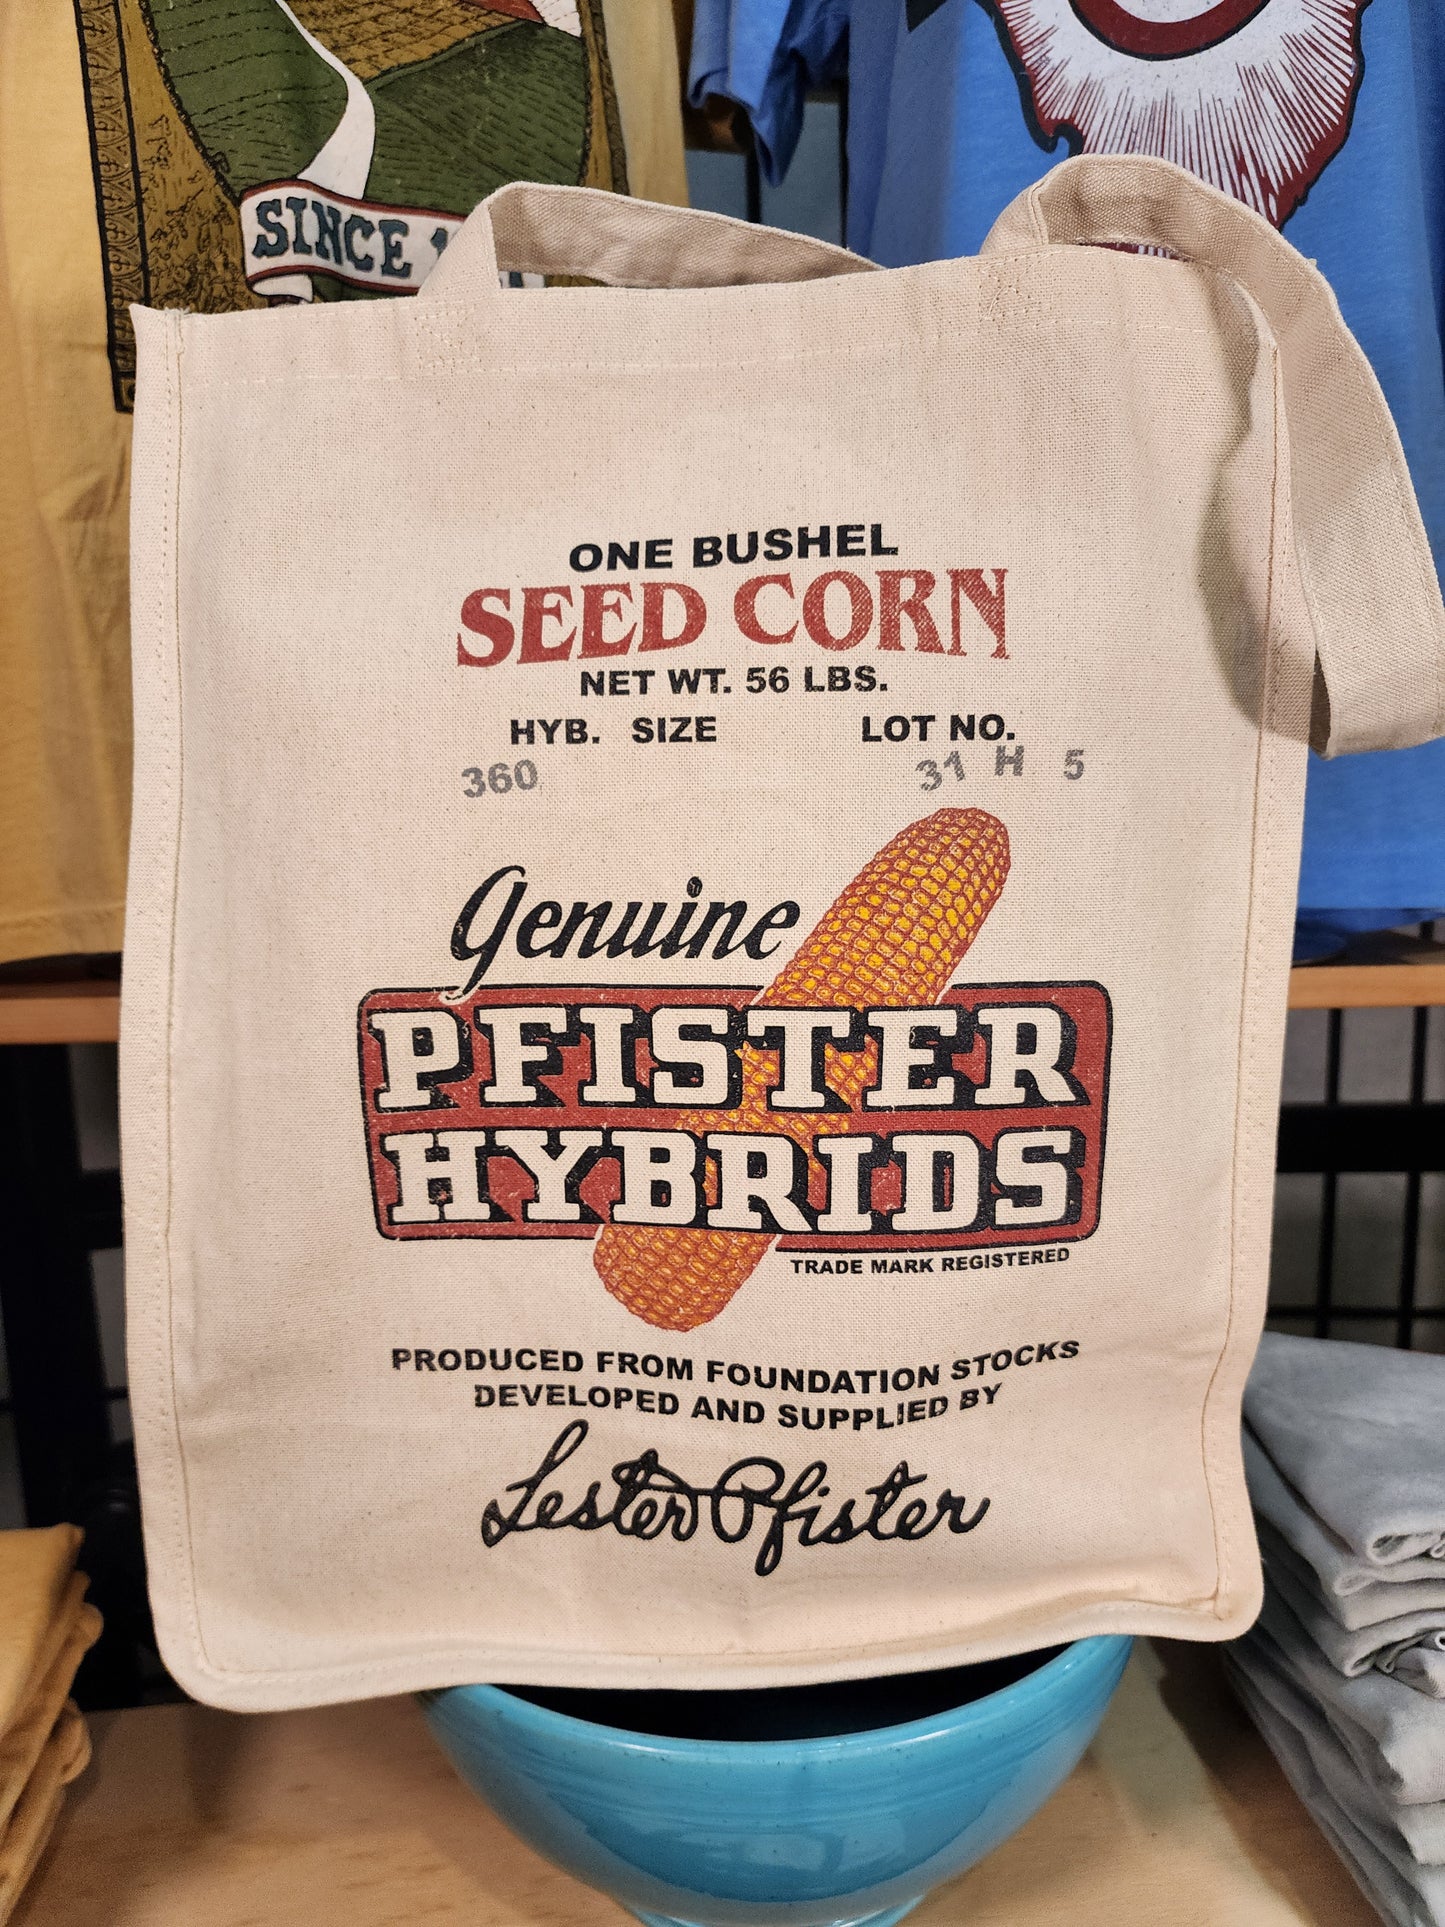 SINCE
ONE BUSHEL
SEED CORN
NET WT. 56 LBS.
HYB. SIZE LOT NO.
360 31 H 5
Genuine
PFISTER
HYBRIDS
TRADE MARK REGISTERED
PRODUCED FROM FOUNDATION STOCKS
DEVELOPED AND SUPPLIED BY
Lester Pfister